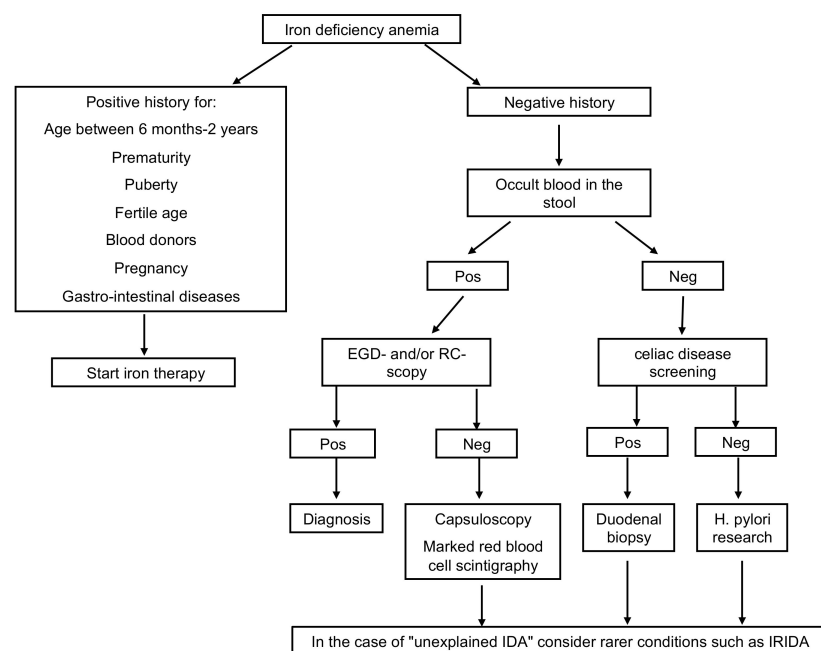 Iron deficiency anemia
Positive history for:
Age between 6 months-2 years
Prematurity
Puberty
Fertile age
Blood donors
Pregnancy
Gastro-intestinal diseases
Start iron therapy
Negative history
Occult blood in the
stool
Pos
Neg
EGD- and/or RC-
scopy
celiac disease
screening
Pos
Neg
Pos
Neg
Diagnosis
Capsuloscopy
Marked red blood
cell scintigraphy
Duodenal
biopsy
H. pylori
research
In the case of "unexplained IDA" consider rarer conditions such as IRIDA